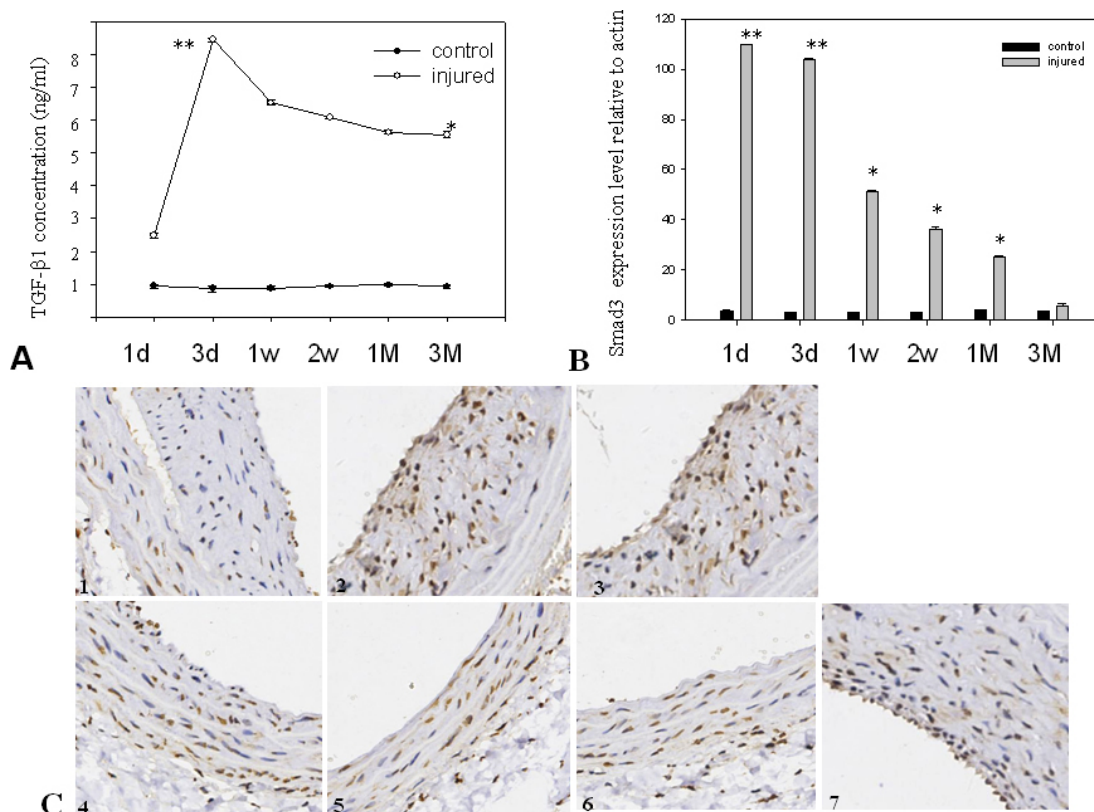 TGF-β1 concentration (ng/ml)
8
7
6
5
4
3
2
1
**
*
control
injured
1d 3d 1w 2w 1M 3M
A
Smad3 expression level relative to actin
120
100
80
60
40
20
0
** ** * * *
control
injured
1d 3d 1w 2w 1M 3M
B
1 2 3
4 5 6 7
C